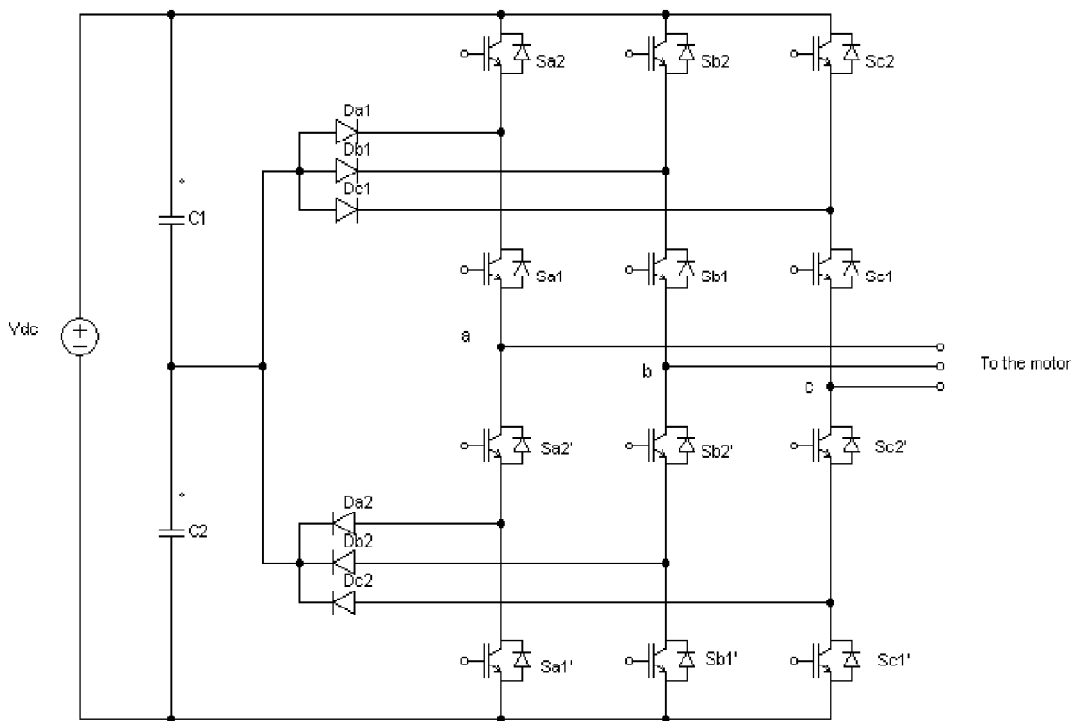 Sa2
Sb2
Sc2
Da1
Db1
Dc1
C1
Sa1
Sb1
Sc1
Vdc
a
b
c
To the motor
Sa2'
Sb2'
Sc2'
Da2
Db2
Dc2
C2
Sa1'
Sb1'
Sc1'